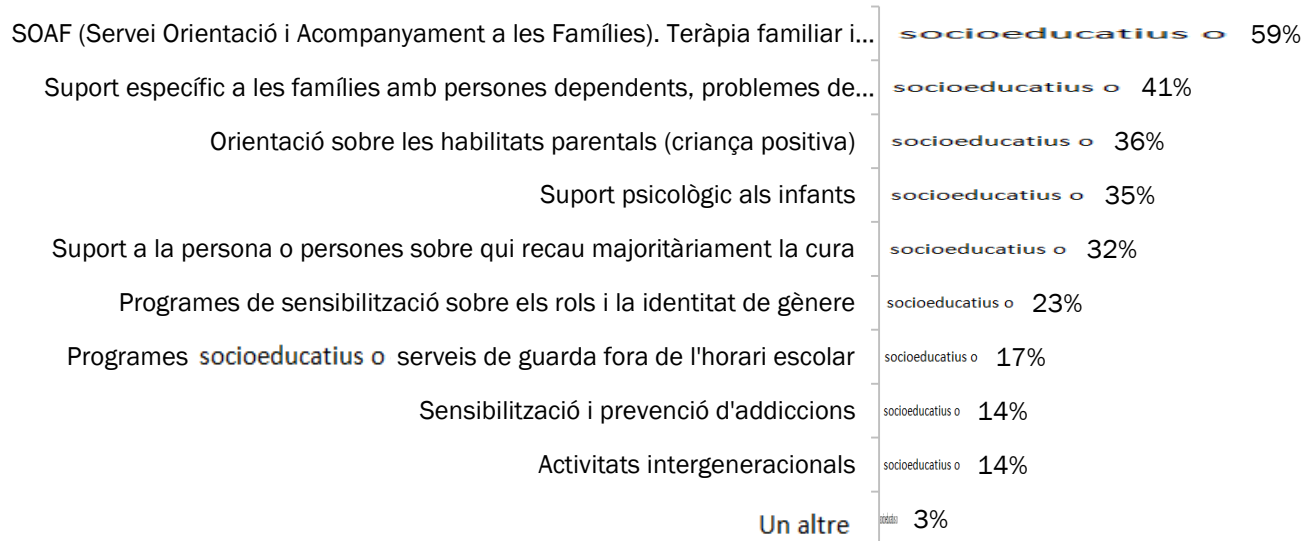 SOAF (Servei Orientació i Acompanyament a les Famílies). Teràpia familiar i... socioeducatius o 59%
Suport específic a les famílies amb persones dependents, problemes de... socioeducatius o 41%
Orientació sobre les habilitats parentals (criança positiva) socioeducatius o 36%
Suport psicològic als infants socioeducatius o 35%
Suport a la persona o persones sobre qui recau majoritàriament la cura socioeducatius o 32%
Programes de sensibilització sobre els rols i la identitat de gènere socioeducatius o 23%
Programes socioeducatius o serveis de guarda fora de l'horari escolar socioeducatius o 17%
Sensibilització i prevenció d'addiccions socioeducatius o 14%
Activitats intergeneracionals socioeducatius o 14%
Un altre 3%